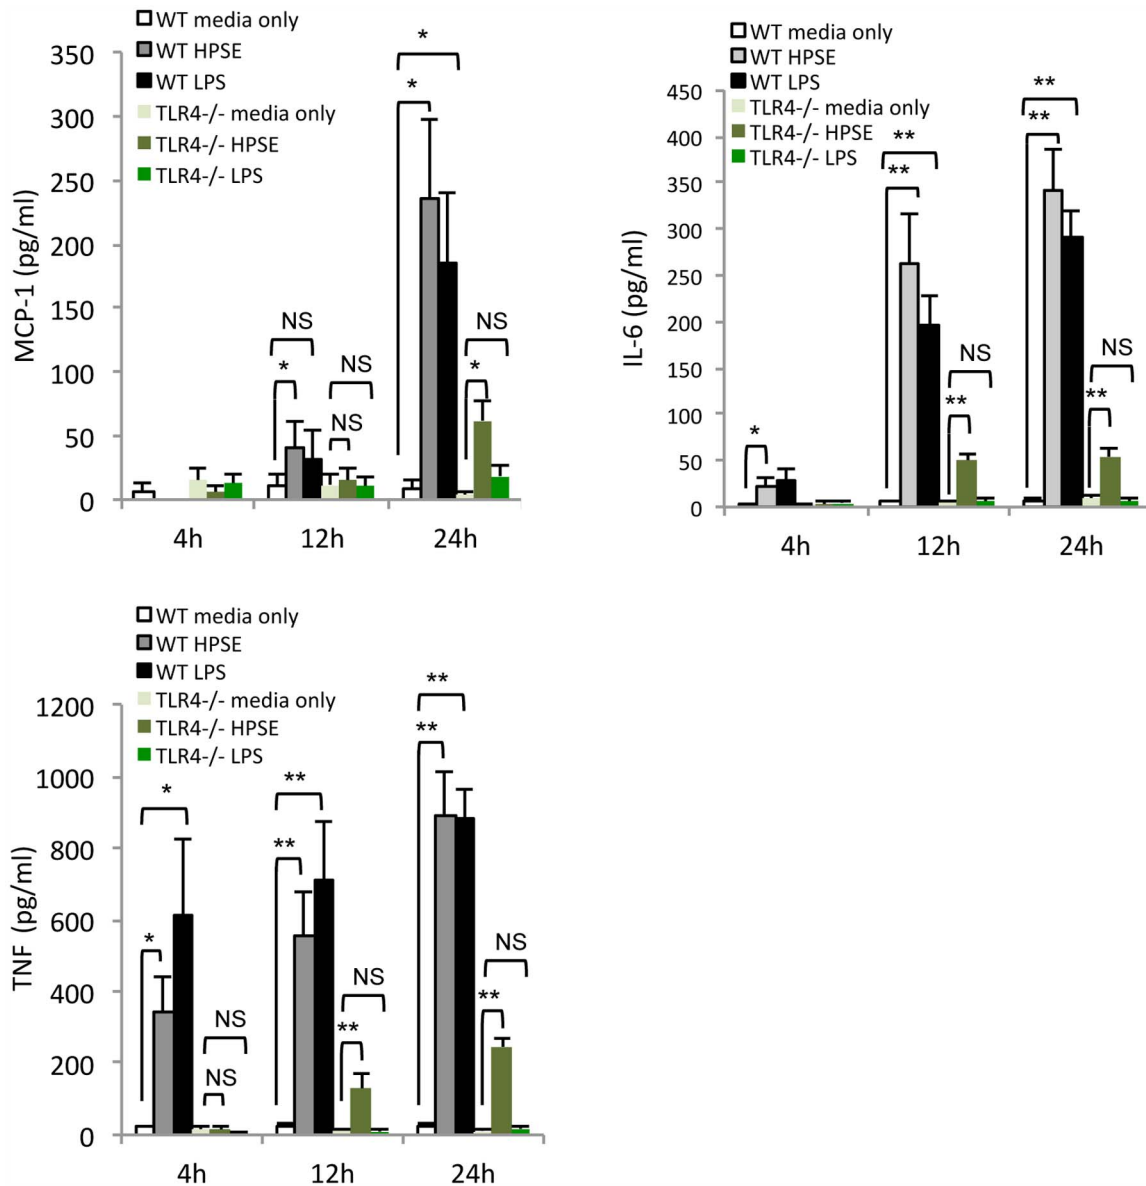 WT media only
WT HPSE
WT LPS
TLR4-/- media only
TLR4-/- HPSE
TLR4-/- LPS
MCP-1 (pg/ml)
350
300
250
200
150
100
50
0
*
*
NS
*
NS
NS
NS
*
4h
12h
24h
WT media only
WT HPSE
WT LPS
TLR4-/- media only
TLR4-/- HPSE
TLR4-/- LPS
IL-6 (pg/ml)
450
400
350
300
250
200
150
100
50
0
*
**
**
NS
**
**
**
NS
**
4h
12h
24h
WT media only
WT HPSE
WT LPS
TLR4-/- media only
TLR4-/- HPSE
TLR4-/- LPS
TNF (pg/ml)
1200
1000
800
600
400
200
0
*
*
NS
NS
**
**
NS
**
**
**
NS
**
4h
12h
24h